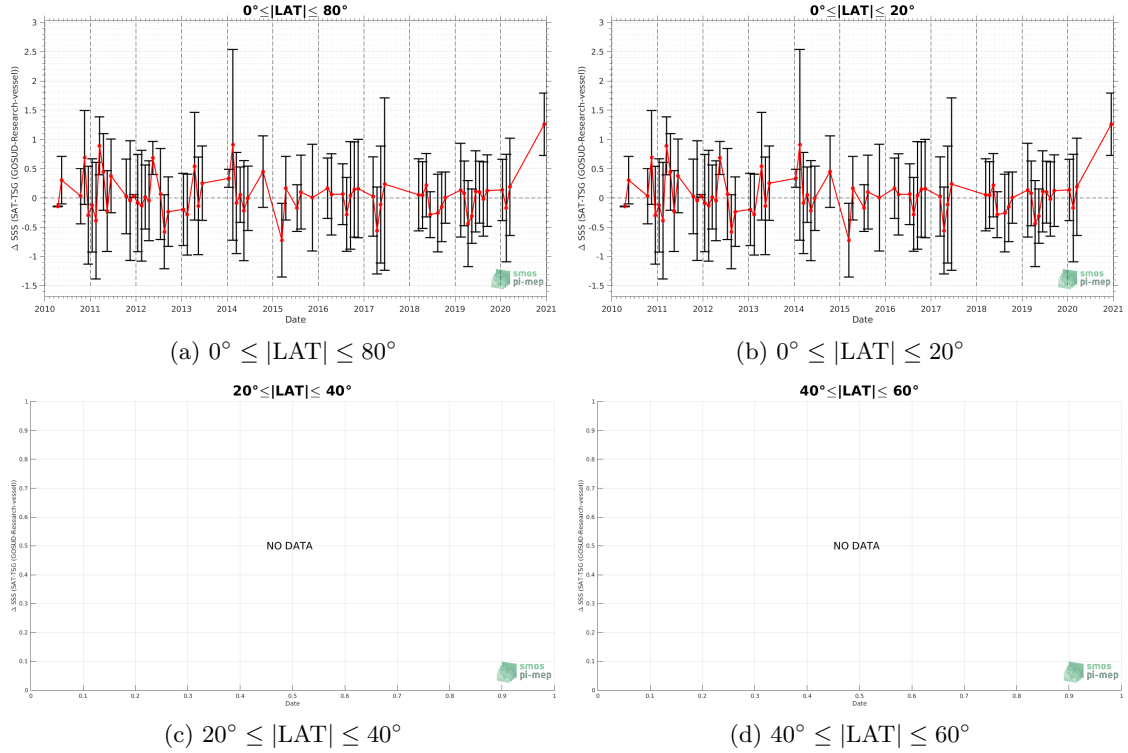 0°≤|LAT|≤ 80°
Δ SSS (SAT-TSG (GOSUD-Research-vessel))
3
2.5
2
1.5
1
0.5
0
-0.5
-1
-1.5
2010 2011 2012 2013 2014 2015 2016 2017 2018 2019 2020 2021
Date
smos
pi-mep
(a) 0° ≤ |LAT| ≤ 80°
0°≤|LAT|≤ 20°
Δ SSS (SAT-TSG (GOSUD-Research-vessel))
3
2.5
2
1.5
1
0.5
0
-0.5
-1
-1.5
2010 2011 2012 2013 2014 2015 2016 2017 2018 2019 2020 2021
Date
smos
pi-mep
(b) 0° ≤ |LAT| ≤ 20°
20°≤|LAT|≤ 40°
Δ SSS (SAT-TSG (GOSUD-Research-vessel))
1
0.9
0.8
0.7
0.6
0.5
0.4
0.3
0.2
0.1
0
NO DATA
0 0.1 0.2 0.3 0.4 0.5 0.6 0.7 0.8 0.9 1
Date
smos
pi-mep
(c) 20° ≤ |LAT| ≤ 40°
40°≤|LAT|≤ 60°
Δ SSS (SAT-TSG (GOSUD-Research-vessel))
1
0.9
0.8
0.7
0.6
0.5
0.4
0.3
0.2
0.1
0
NO DATA
0 0.1 0.2 0.3 0.4 0.5 0.6 0.7 0.8 0.9 1
Date
smos
pi-mep
(d) 40° ≤ |LAT| ≤ 60°